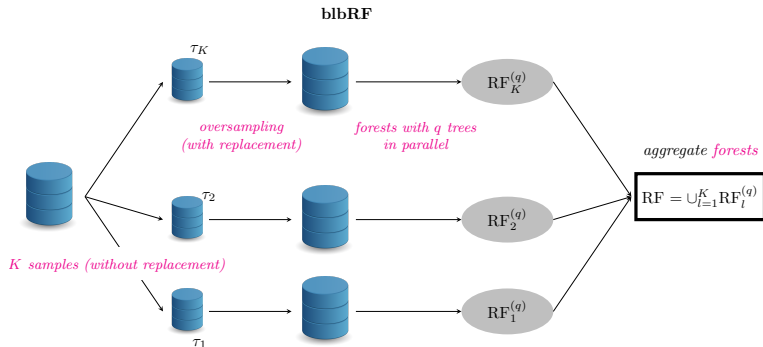 blbRF
τ_K
RF_K^{(q)}
oversampling
(with replacement)
forests with q trees
in parallel
aggregate forests
τ_2
RF_2^{(q)}
RF = ∪_{l=1}^{K} RF_l^{(q)}
K samples (without replacement)
RF_1^{(q)}
τ_1